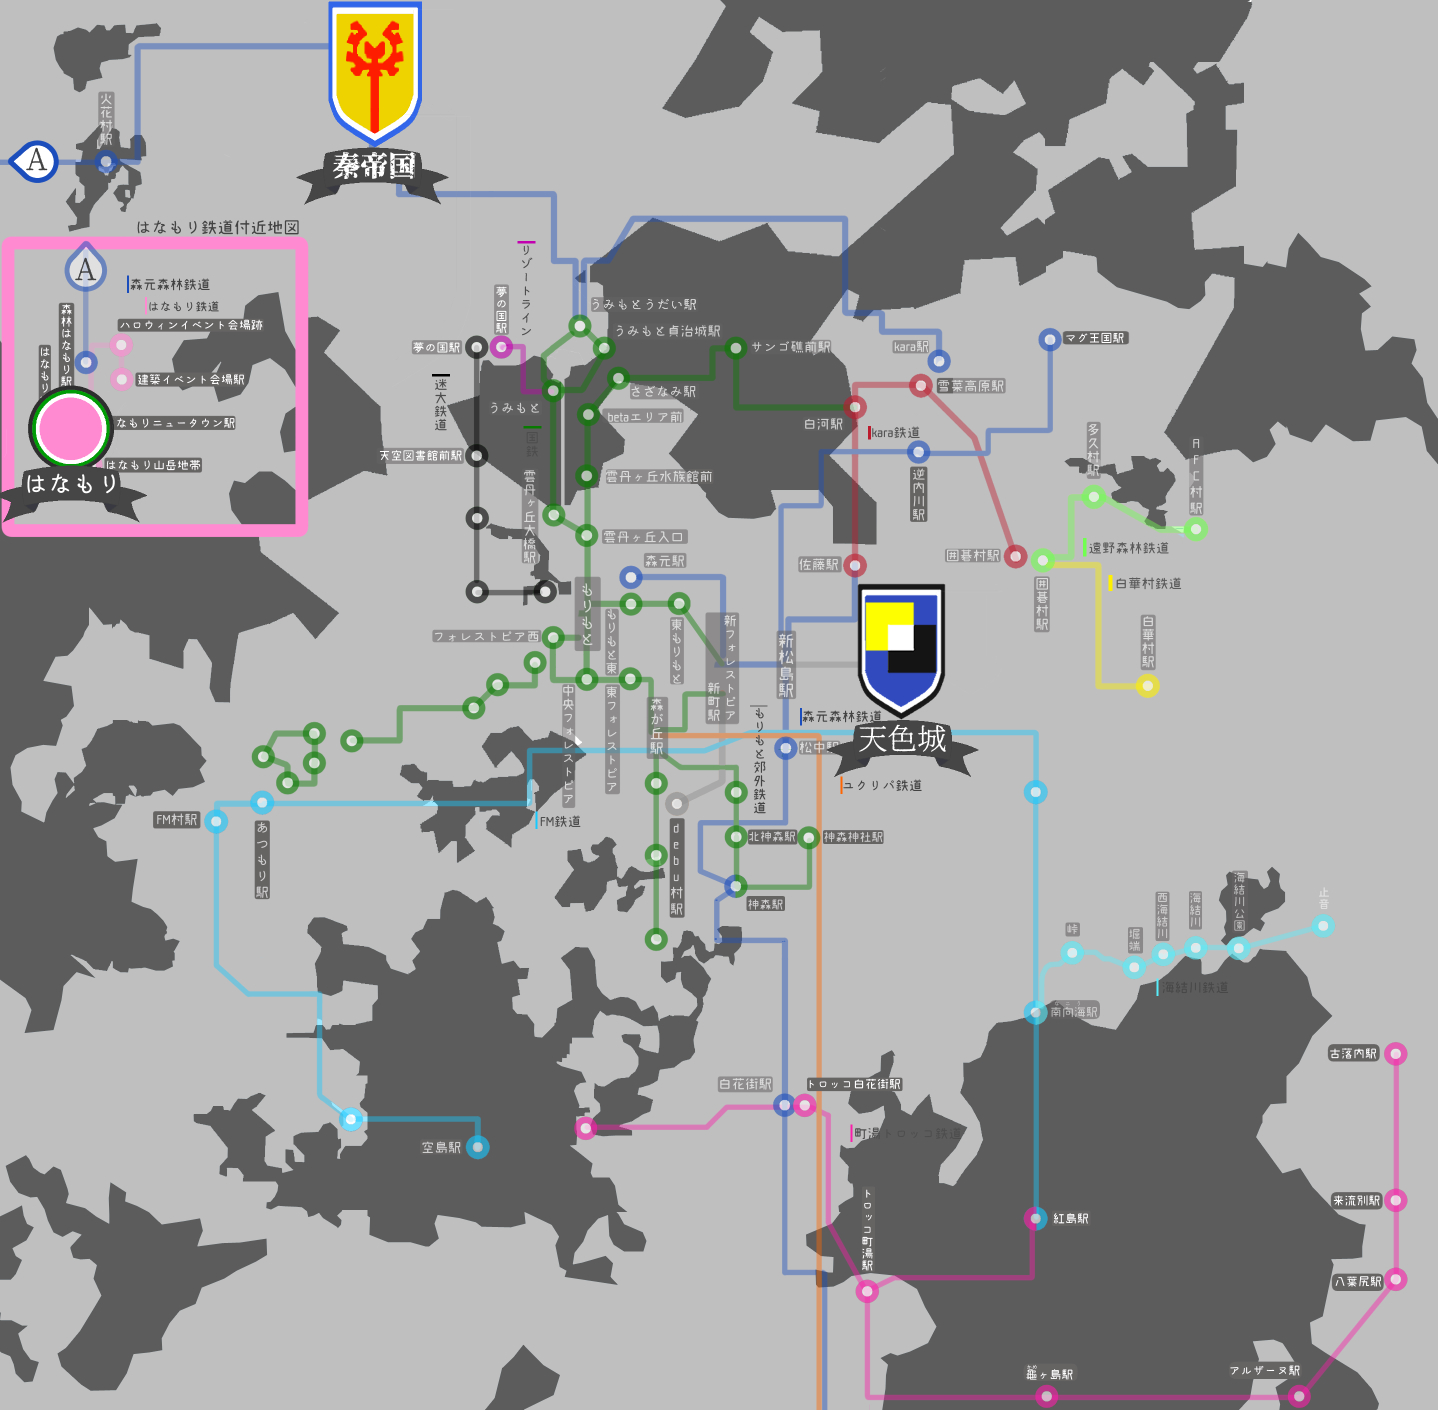 火花村駅
A
秦帝国
はなもり鉄道付近地図
A
森元森林鉄道
はなもり鉄道
ハロウィンイベント会場跡
森林はなもり駅
はなもり
建築イベント会場駅
なもりニュータウン駅
はなもり山岳地帯
はなもり
リゾートライン
夢の国駅
夢の国駅
迷大鉄道
天空図書館前駅
うみもとうだい駅
うみもと貞治城駅
サンゴ礁前駅
さざなみ駅
うみもと
betaエリア前
国鉄
雲丹ヶ丘水族館前
雲丹ヶ丘大橋駅
雲丹ヶ丘入口
kara駅
マグ王国駅
雪菜高原駅
白河駅
kara鉄道
逆内川駅
多久村駅
AFC村駅
遠野森林鉄道
囲碁村駅
囲碁村駅
白華村鉄道
白華村駅
佐藤駅
森元駅
もりもと
もりもと東
東もりもと
新フォレストピア
新町駅
新松島駅
フォレストピア西
中央フォレストピア
東フォレストピア
森が丘駅
もりもと郊外鉄道
森元森林鉄道
松中駅
天色城
ユクリバ鉄道
FM鉄道
FM村駅
あつもり駅
debu村駅
北神森駅
神森神社駅
神森駅
峠
堀端
西海結川
海結川
海結川公園
止音
海結川鉄道
南向海駅
古落内駅
白花街駅
トロッコ白花街駅
町湯トロッコ鉄道
空島駅
トロッコ町湯駅
紅島駅
来流別駅
八葉尻駅
龜ヶ島駅
アルザーヌ駅